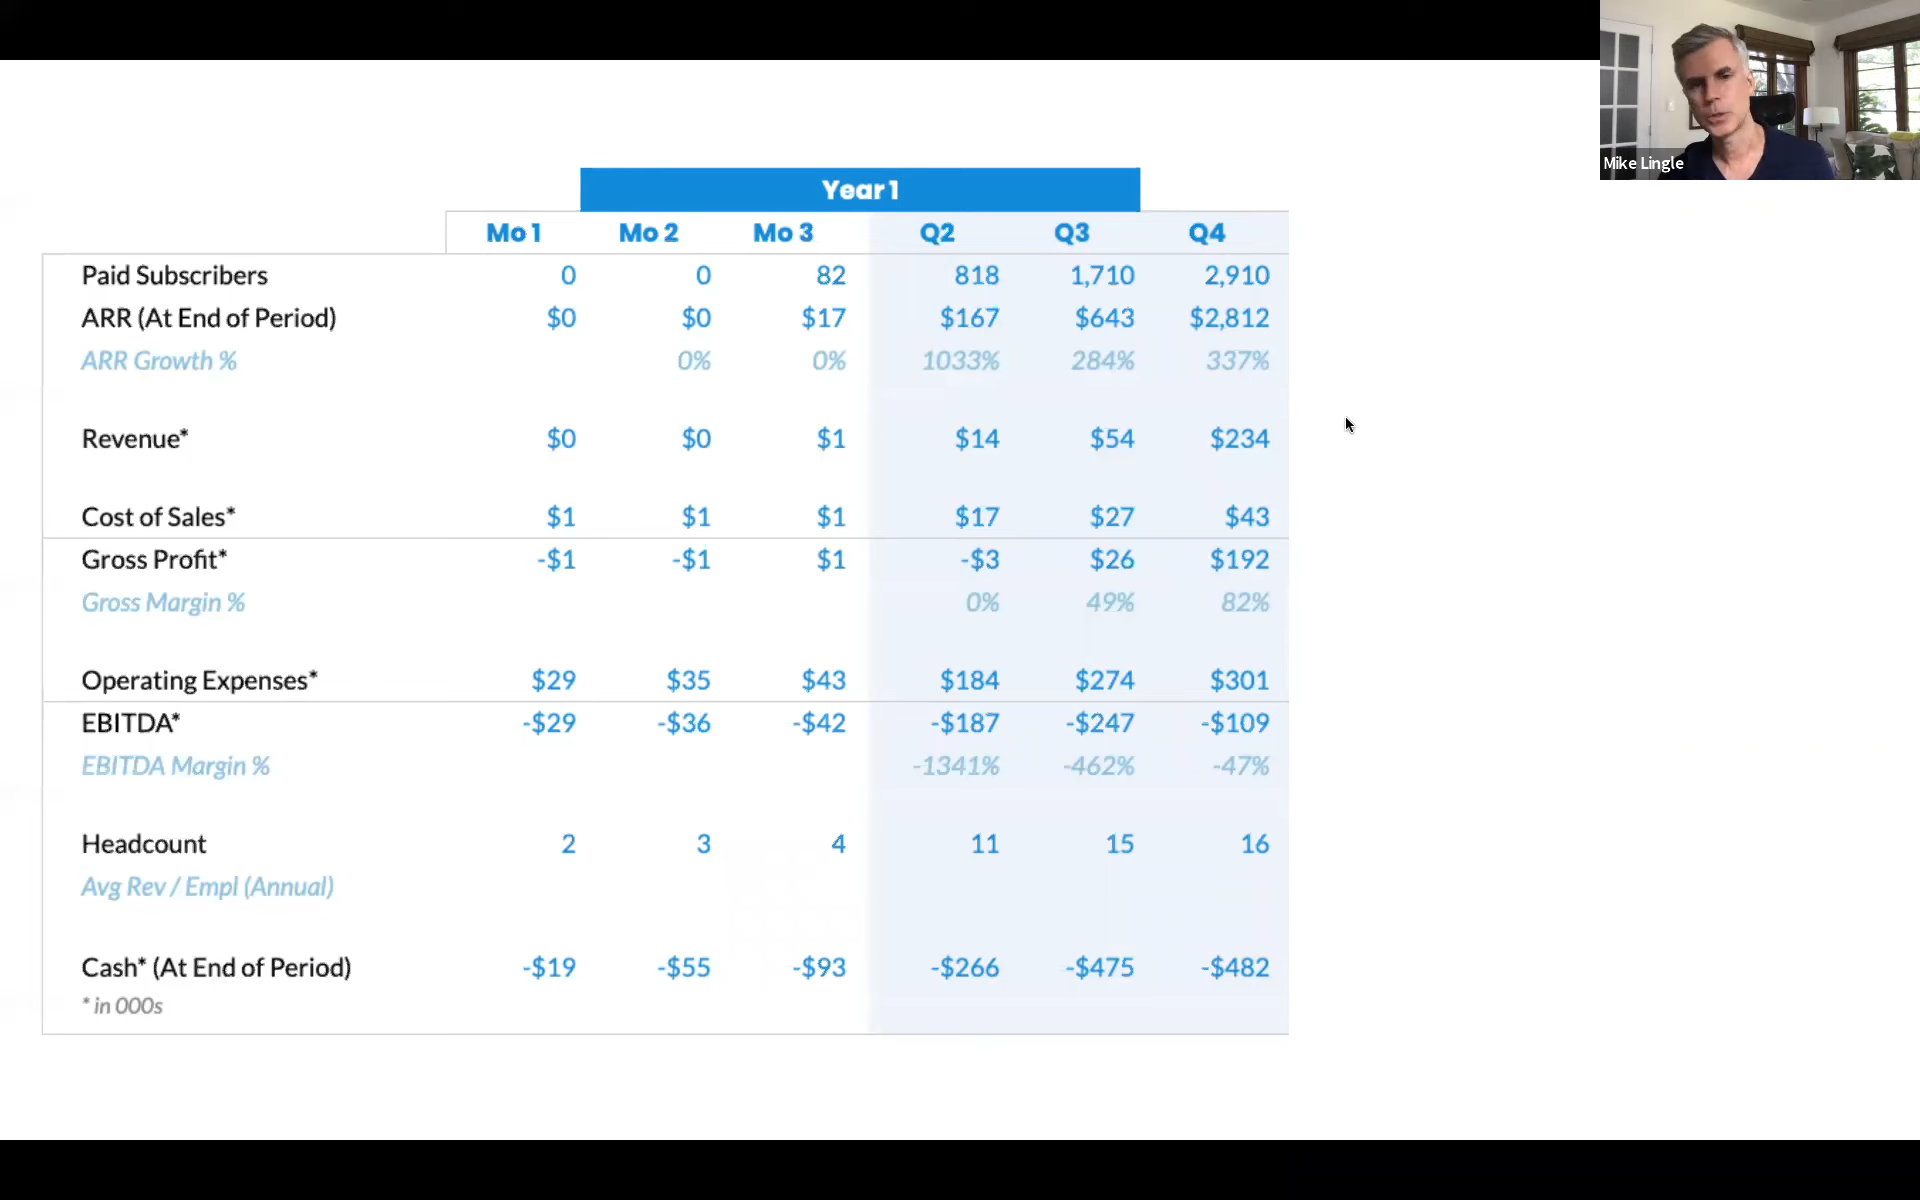 Mike Lingle
Year 1
Mo 1 Mo 2 Mo 3 Q2 Q3 Q4
Paid Subscribers 0 0 82 818 1,710 2,910
ARR (At End of Period) $0 $0 $17 $167 $643 $2,812
ARR Growth % 0% 0% 1033% 284% 337%
Revenue* $0 $0 $1 $14 $54 $234
Cost of Sales* $1 $1 $1 $17 $27 $43
Gross Profit* -$1 -$1 $1 -$3 $26 $192
Gross Margin % 0% 49% 82%
Operating Expenses* $29 $35 $43 $184 $274 $301
EBITDA* -$29 -$36 -$42 -$187 -$247 -$109
EBITDA Margin % -1341% -462% -47%
Headcount 2 3 4 11 15 16
Avg Rev / Empl (Annual)
Cash* (At End of Period) -$19 -$55 -$93 -$266 -$475 -$482
* in 000s